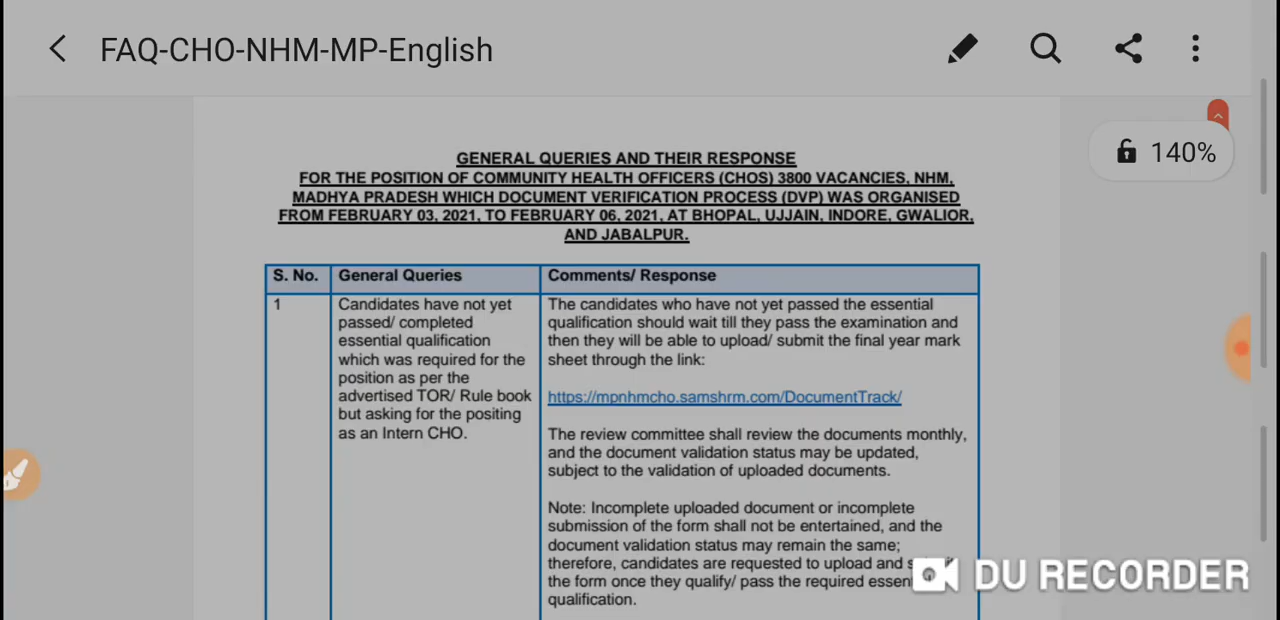 FAQ-CHO-NHM-MP-English
140%
GENERAL QUERIES AND THEIR RESPONSE
FOR THE POSITION OF COMMUNITY HEALTH OFFICERS (CHOS) 3800 VACANCIES, NHM,
MADHYA PRADESH WHICH DOCUMENT VERIFICATION PROCESS (DVP) WAS ORGANISED
FROM FEBRUARY 03, 2021, TO FEBRUARY 06, 2021, AT BHOPAL, UJJAIN, INDORE, GWALIOR,
AND JABALPUR.
S. No. General Queries Comments/ Response
1
Candidates have not yet
passed/ completed
essential qualification
which was required for the
position as per the
advertised TOR/ Rule book
but asking for the positing
as an Intern CHO.
The candidates who have not yet passed the essential
qualification should wait till they pass the examination and
then they will be able to upload/ submit the final year mark
sheet through the link:
https://mpnhmcho.samshrm.com/DocumentTrack/
The review committee shall review the documents monthly,
and the document validation status may be updated,
subject to the validation of uploaded documents.
Note: Incomplete uploaded document or incomplete
submission of the form shall not be entertained, and the
document validation status may remain the same;
therefore, candidates are requested to upload and
the form once they qualify/ pass the required
qualification.
DU RECORDER